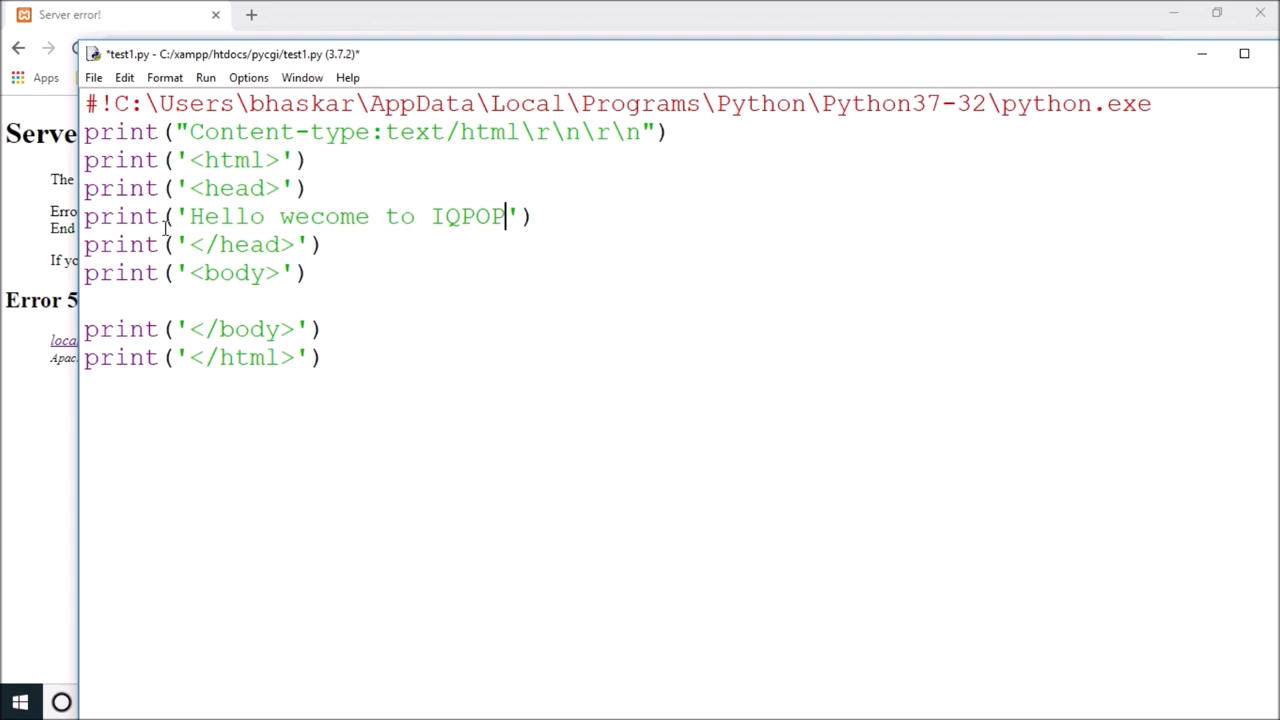 Server error!
Apps
*test1.py - C:/xampp/htdocs/pycgi/test1.py (3.7.2)*
File Edit Format Run Options Window Help
#!C:\Users\bhaskar\AppData\Local\Programs\Python\Python37-32\python.exe
print("Content-type:text/html\r\n\r\n")
print('<html>')
print('<head>')
print('Hello wecome to IQPOP')
print('</head>')
print('<body>')
print('</body>')
print('</html>')
Serve
The
Erro
End
If yo
Error 5
loca
Apac